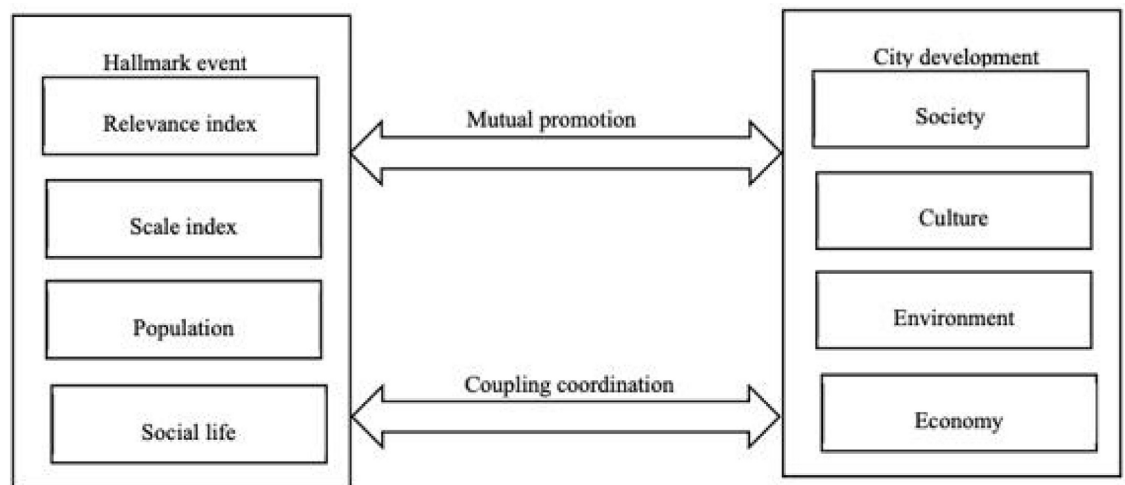 Hallmark event
Relevance index
Scale index
Population
Social life
Mutual promotion
Coupling coordination
City development
Society
Culture
Environment
Economy